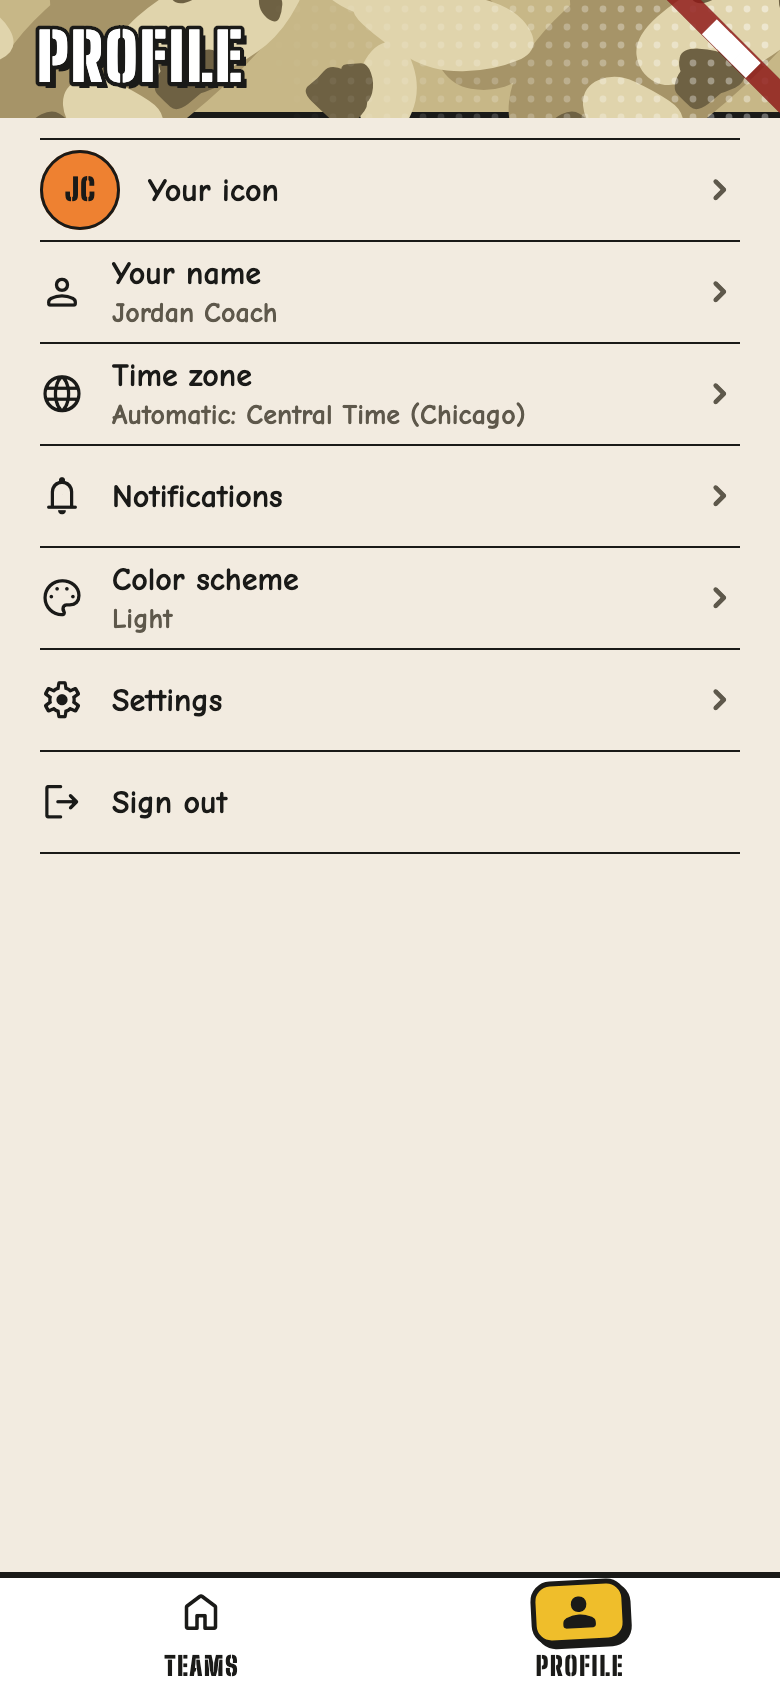 PROFILE
JC
Your icon
Your name
Jordan Coach
Time zone
Automatic: Central Time (Chicago)
Notifications
Color scheme
Light
Settings
Sign out
TEAMS
PROFILE